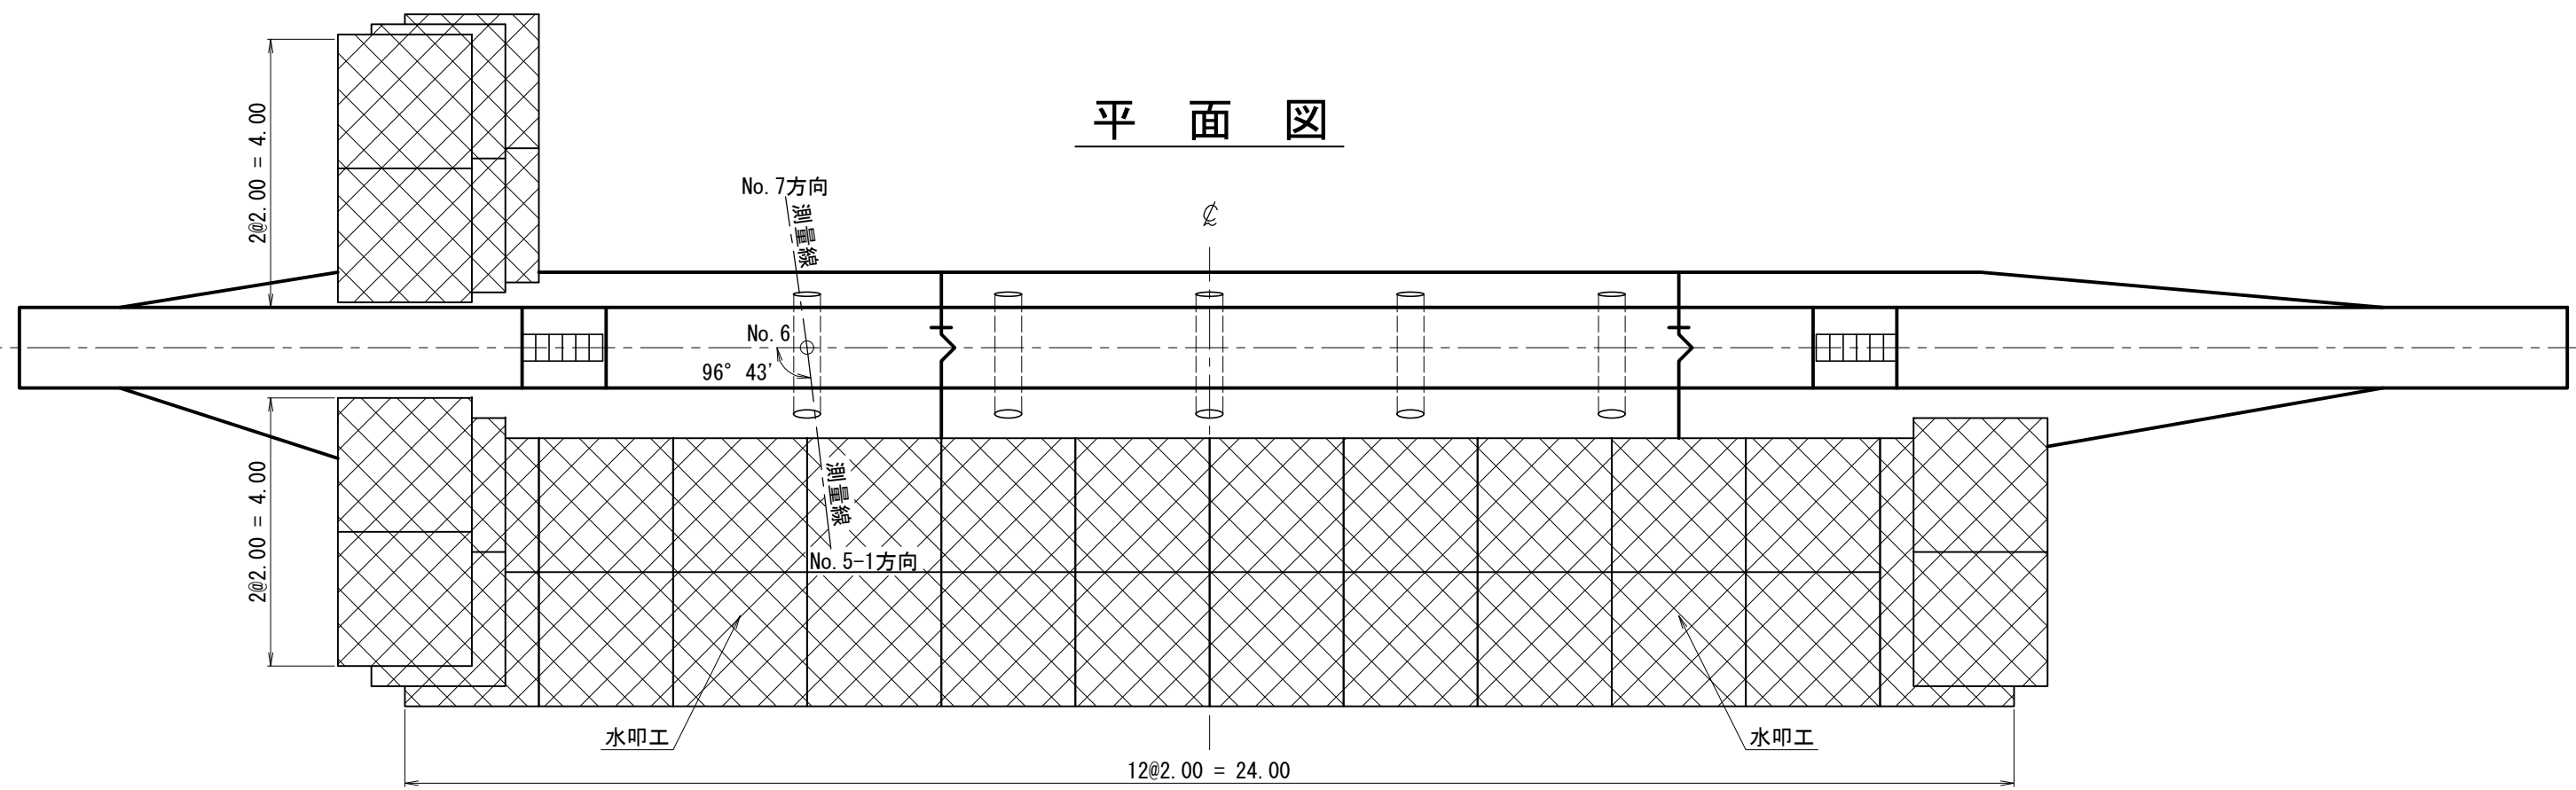 平 面 図
2@2.00 = 4.00
No.7方向
測量線
℄
No.6
96° 43'
2@2.00 = 4.00
測量線
No.5-1方向
水叩工
水叩工
12@2.00 = 24.00